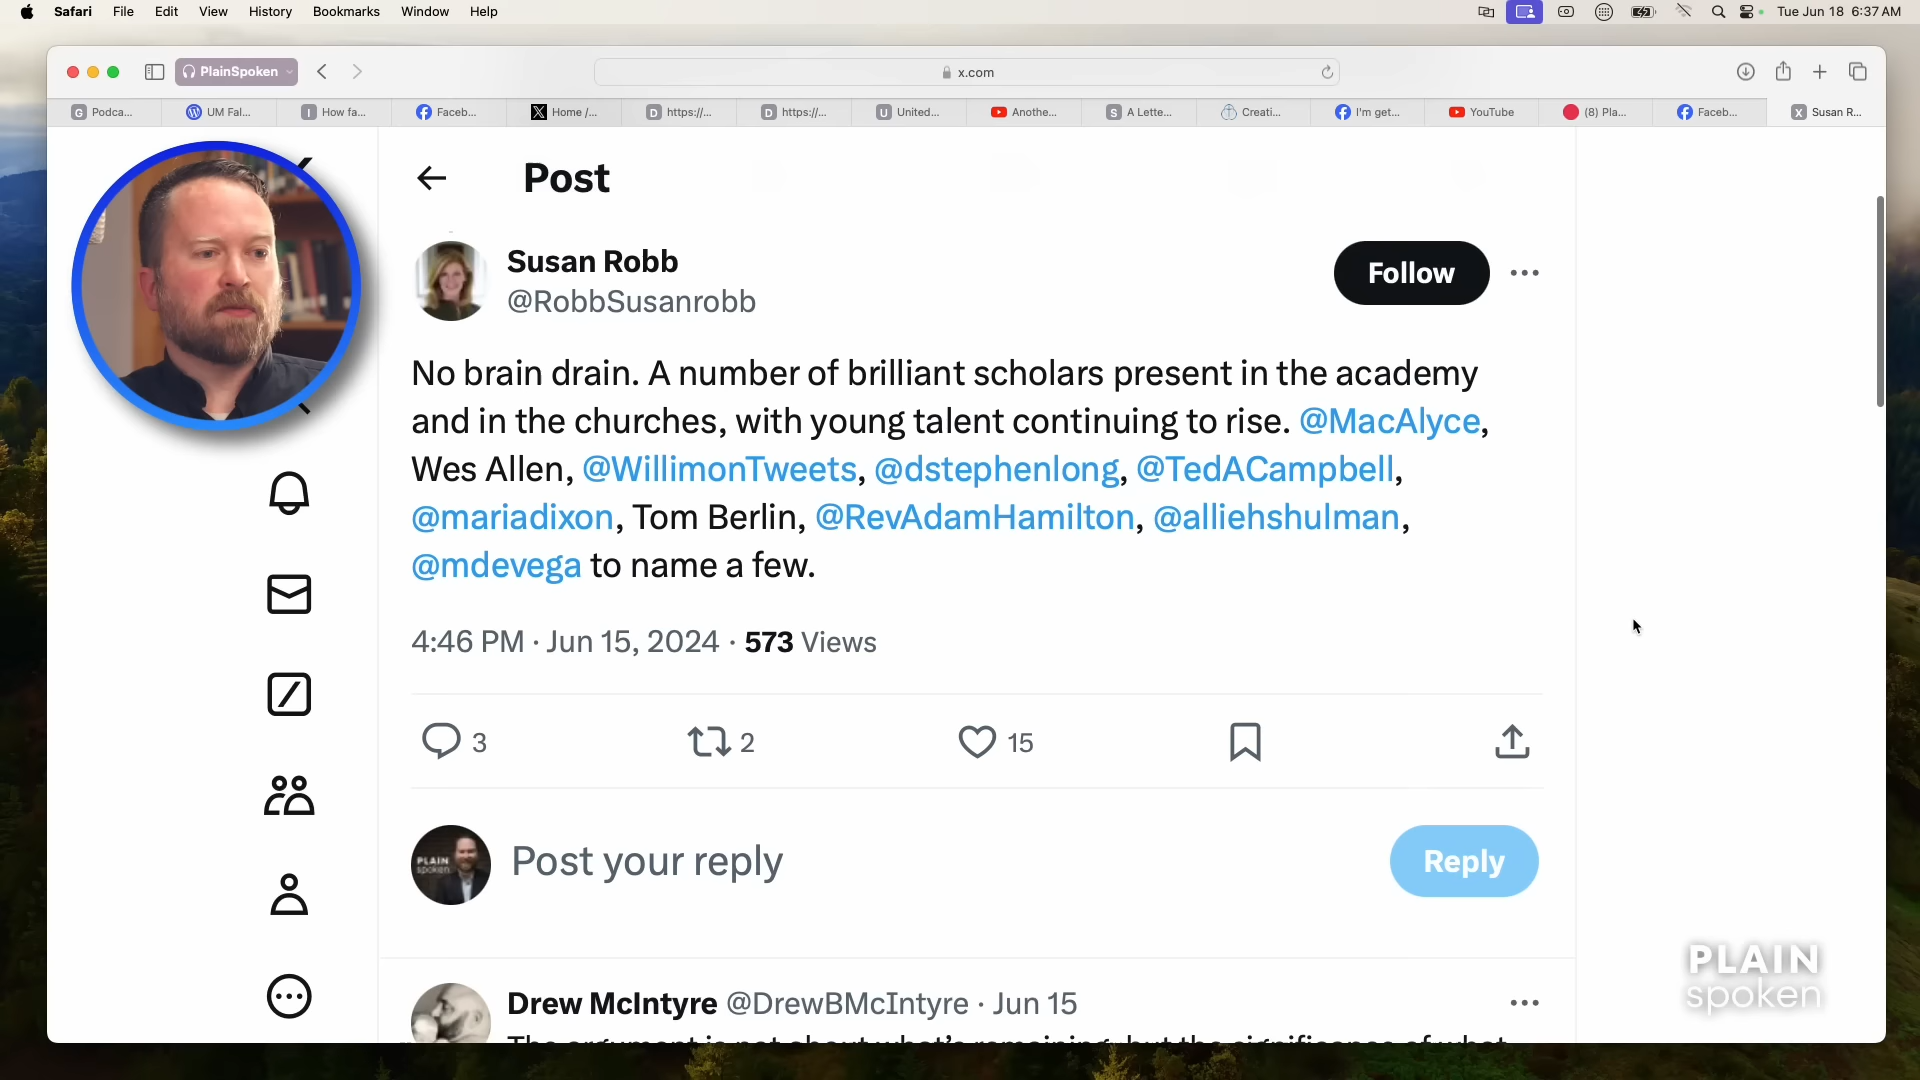 Safari File Edit View History Bookmarks Window Help Tue Jun 18 6:37 AM
PlainSpoken x.com
G Podca... UM Fal... I How fa... Faceb... Home /... D https://... D https://... U United... Anothe... S A Lette... Creati... I'm get... YouTube (8) Pla... Faceb... X Susan R...
Post
Susan Robb
@RobbSusanrobb
Follow
No brain drain. A number of brilliant scholars present in the academy
and in the churches, with young talent continuing to rise. @MacAlyce,
Wes Allen, @WillimonTweets, @dstephenlong, @TedACampbell,
@mariadixon, Tom Berlin, @RevAdamHamilton, @alliehshulman,
@mdevega to name a few.
4:46 PM · Jun 15, 2024 · 573 Views
3 2 15
PLAIN
spoken
Post your reply
Reply
Drew McIntyre @DrewBMcIntyre · Jun 15
The argument is not about what's remaining, but the significance of what
PLAIN
spoken